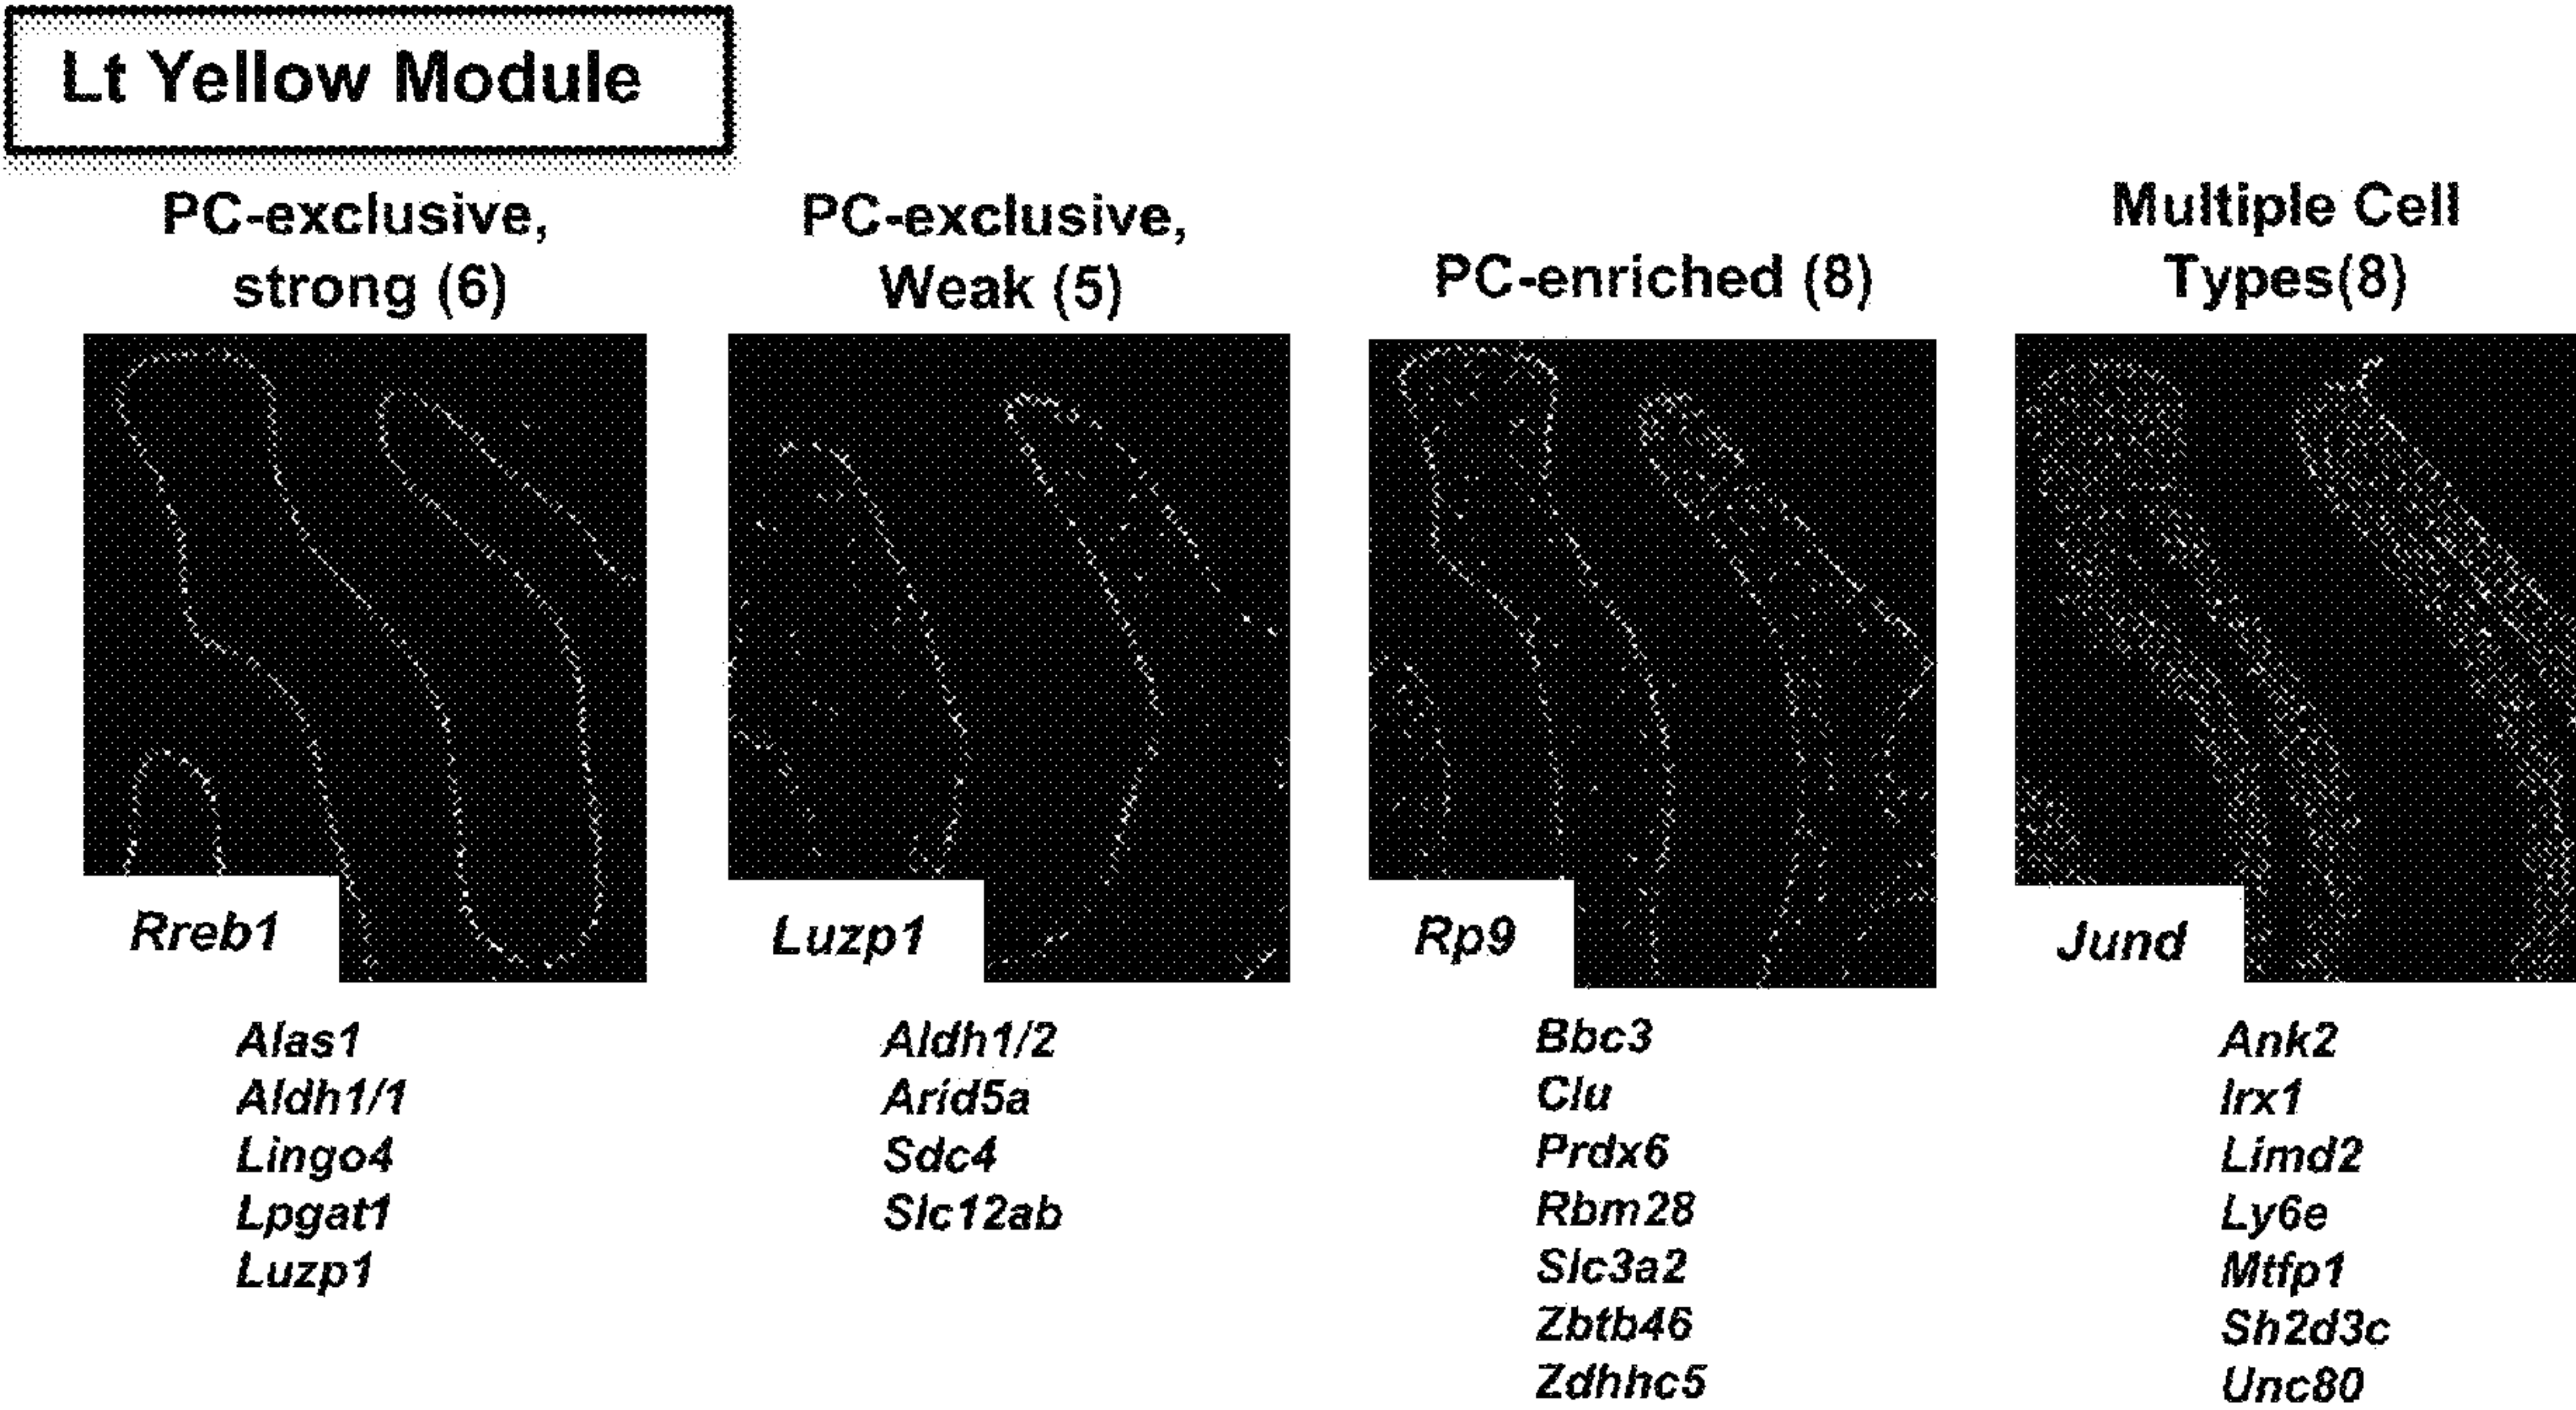 Lt Yellow Module
PC-exclusive,
strong (6)
Rreb1
Alas1
Aldh1/1
Lingo4
Lpgat1
Luzp1
PC-exclusive,
Weak (5)
Luzp1
Aldh1/2
Arid5a
Sdc4
Slc12ab
PC-enriched (8)
Rp9
Bbc3
Clu
Prdx6
Rbm28
Slc3a2
Zbtb46
Zdhhc5
Multiple Cell
Types(8)
Jund
Ank2
Irx1
Limd2
Ly6e
Mtfp1
Sh2d3c
Unc80